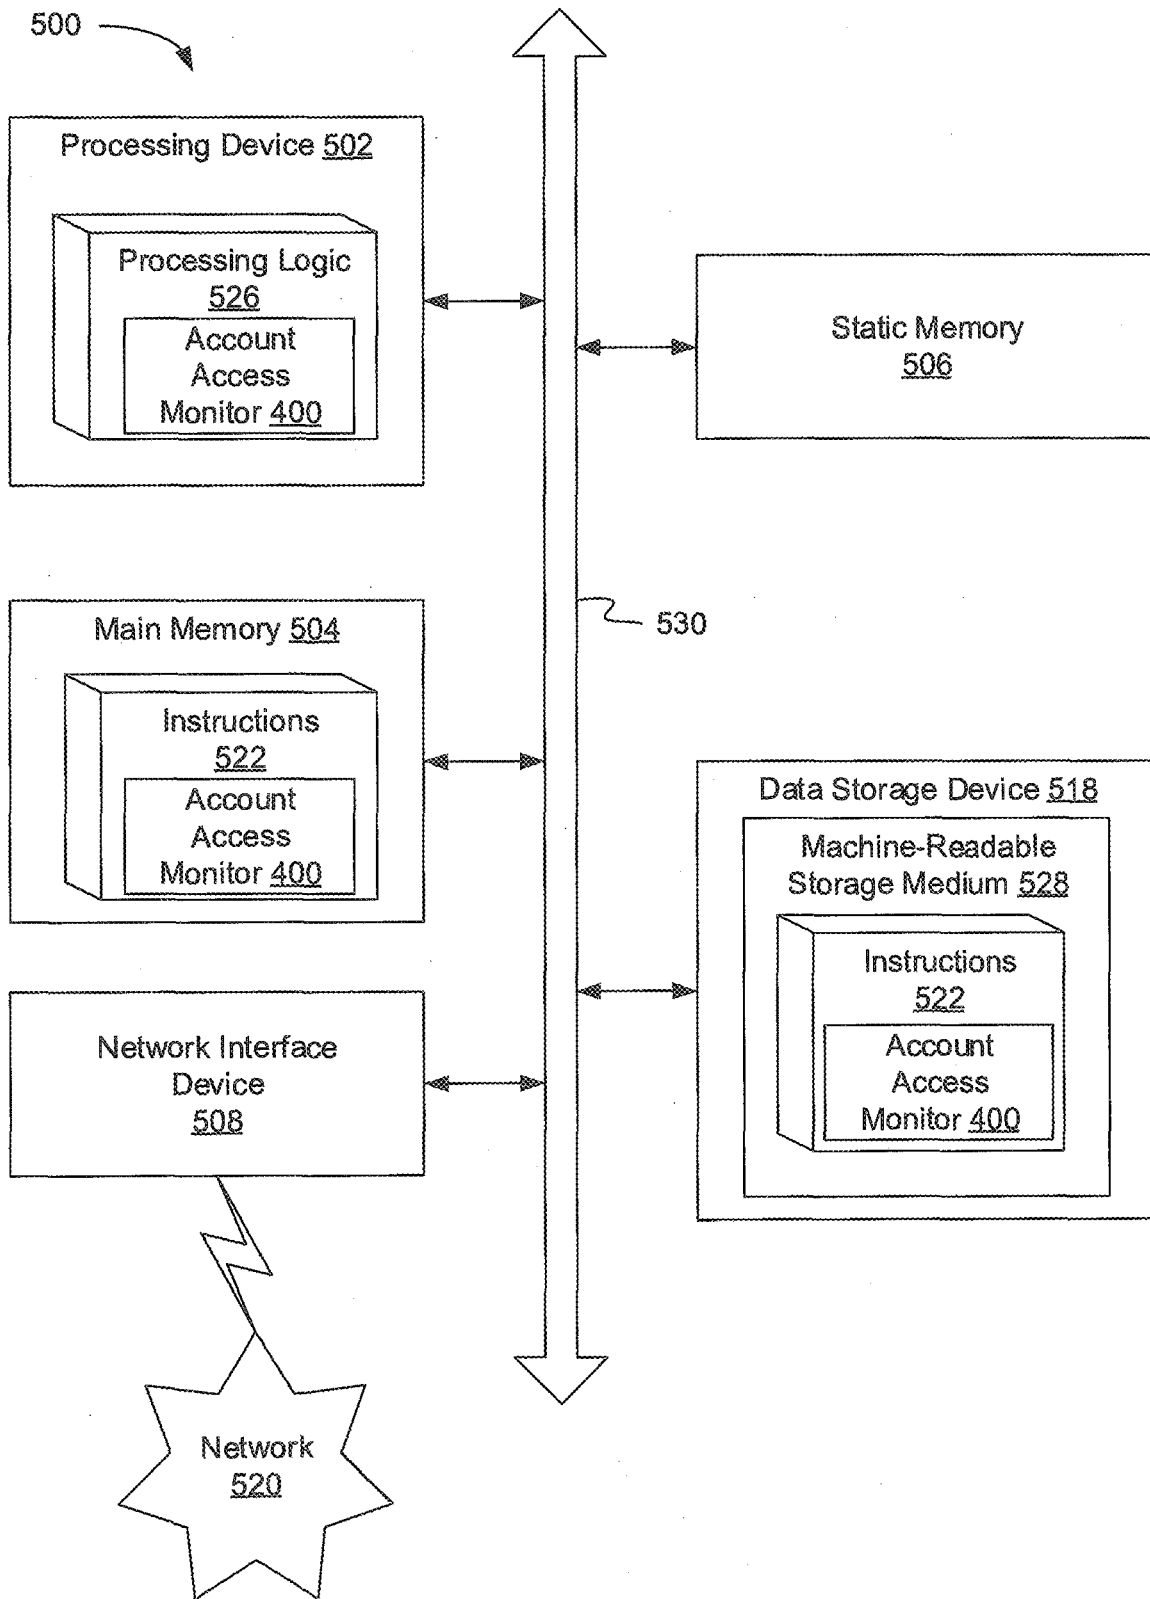 500
Processing Device 502
Processing Logic
526
Account
Access
Monitor 400
Static Memory
506
530
Main Memory 504
Instructions
522
Account
Access
Monitor 400
Data Storage Device 518
Machine-Readable
Storage Medium 528
Instructions
522
Account
Access
Monitor 400
Network Interface
Device
508
Network
520